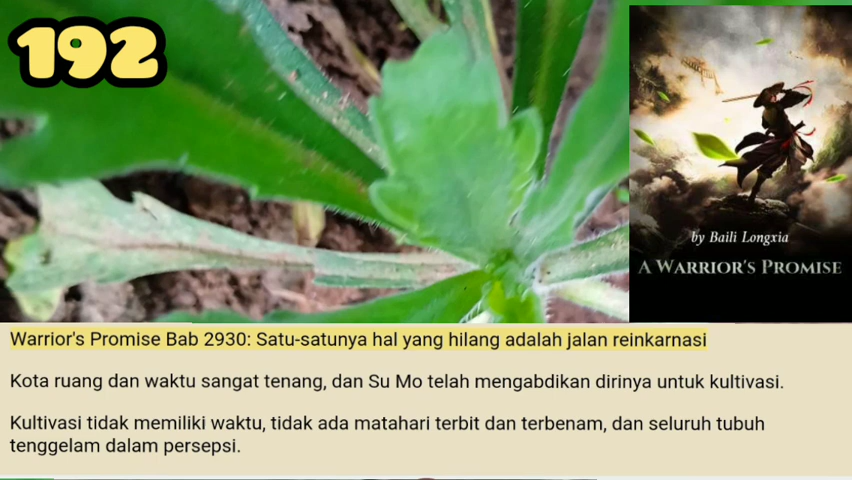 192
by Baili Longxia
A WARRIOR'S PROMISE
Warrior's Promise Bab 2930: Satu-satunya hal yang hilang adalah jalan reinkarnasi
Kota ruang dan waktu sangat tenang, dan Su Mo telah mengabdikan dirinya untuk kultivasi.
Kultivasi tidak memiliki waktu, tidak ada matahari terbit dan terbenam, dan seluruh tubuh
tenggelam dalam persepsi.